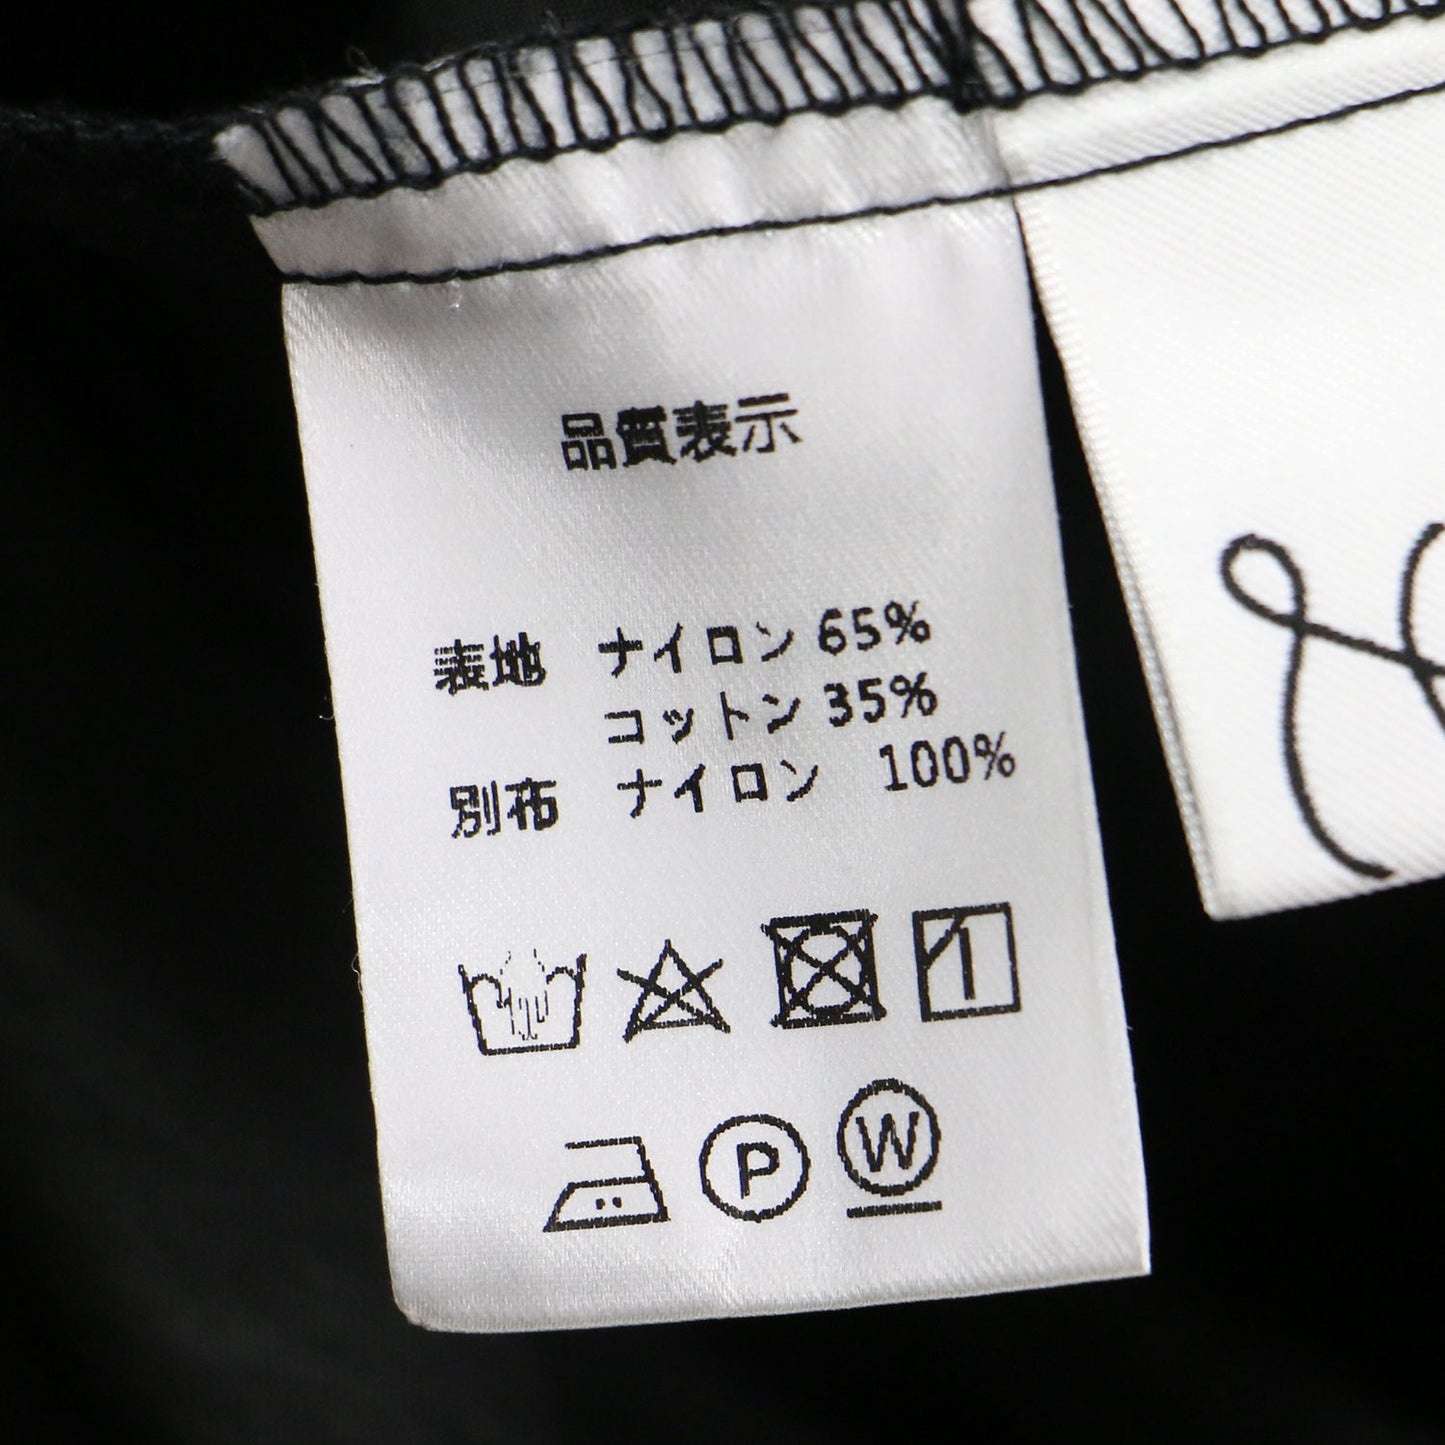 品質表示
表地 ナイロン 65%
コットン 35%
別布 ナイロン 100%
P W